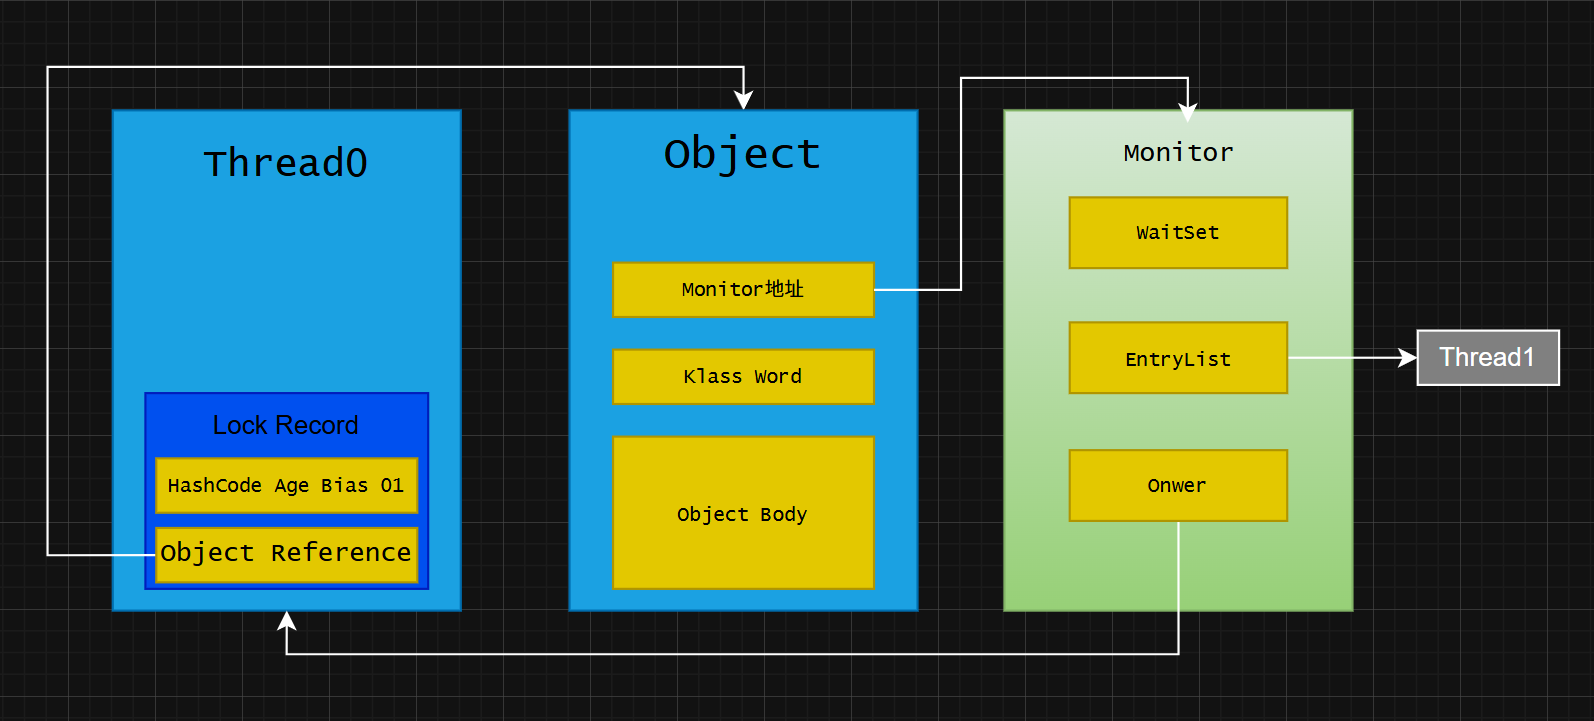 Thread0
Lock Record
HashCode Age Bias 01
Object Reference
Object
Monitor地址
Klass Word
Object Body
Monitor
WaitSet
EntryList
Onwer
Thread1